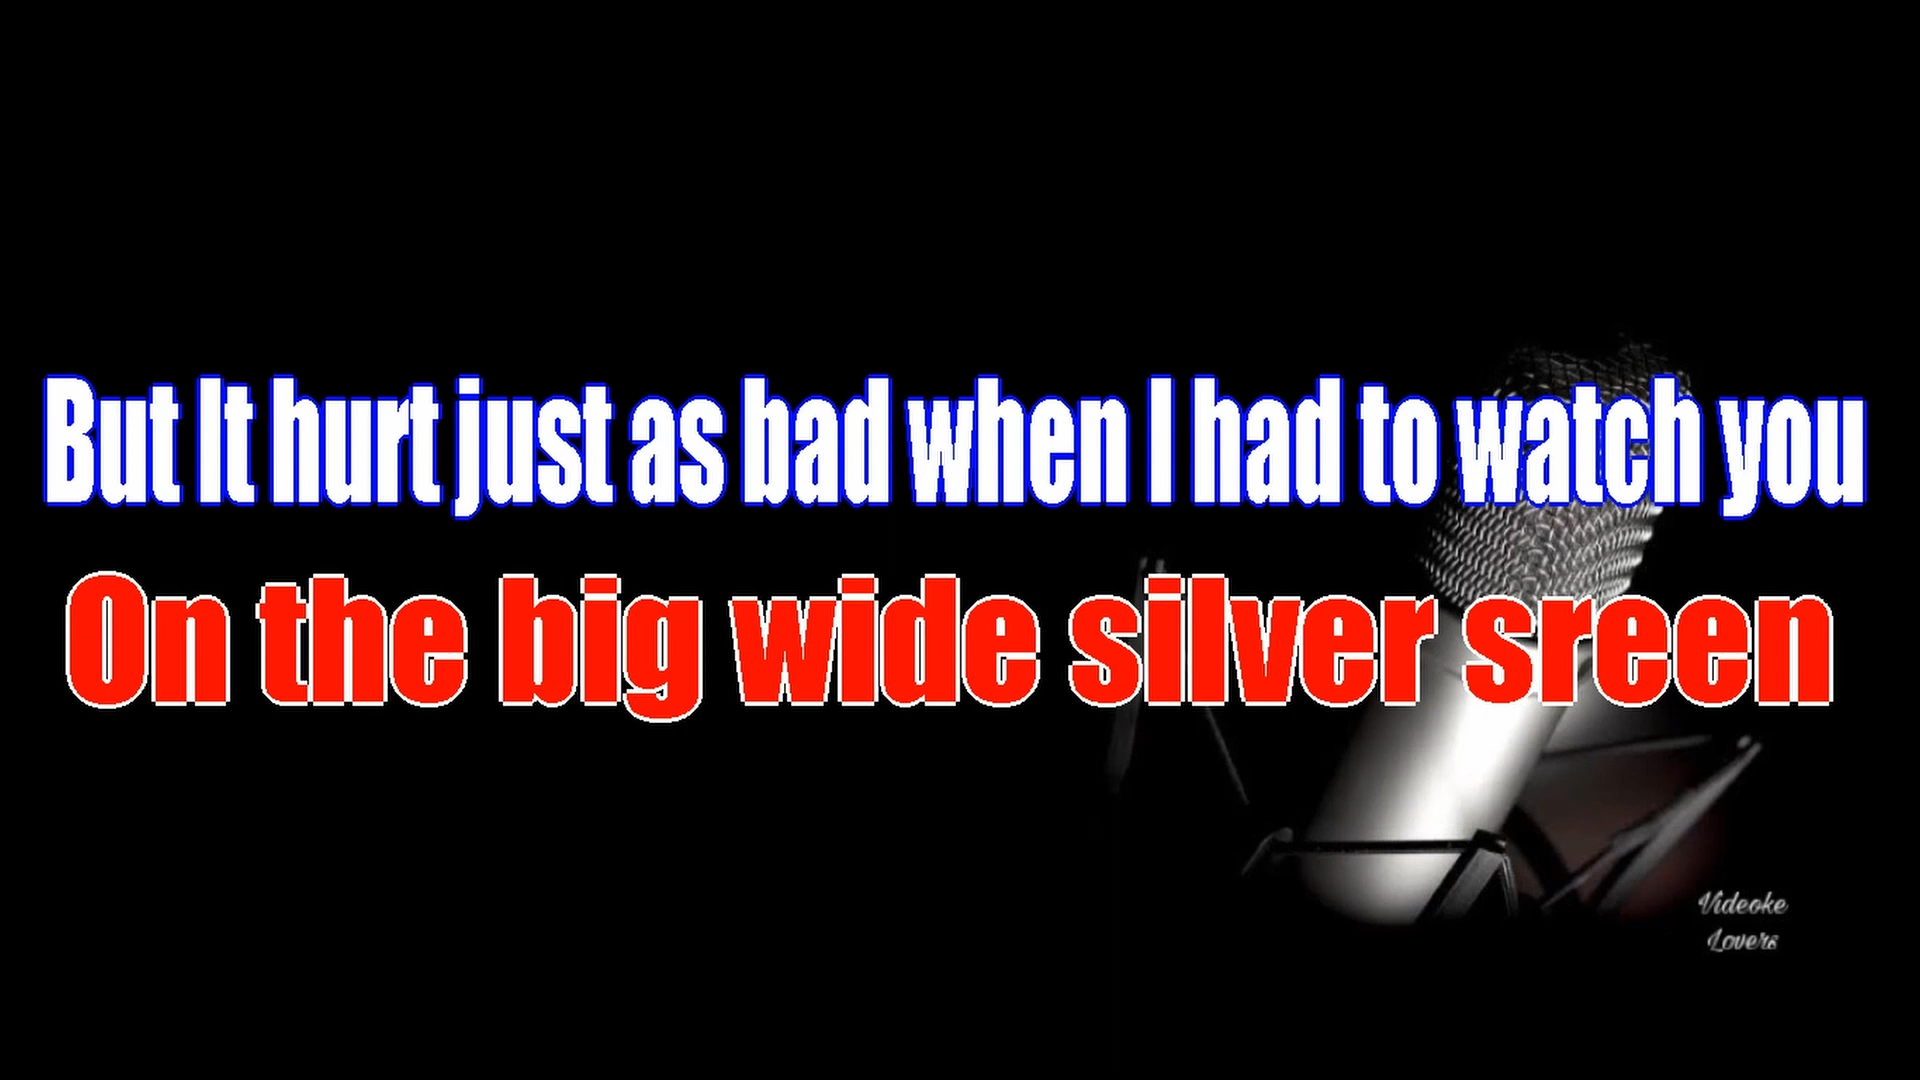 But It hurt just as bad when I had to watch you
On the big wide silver sreen
Videoke
Lovers